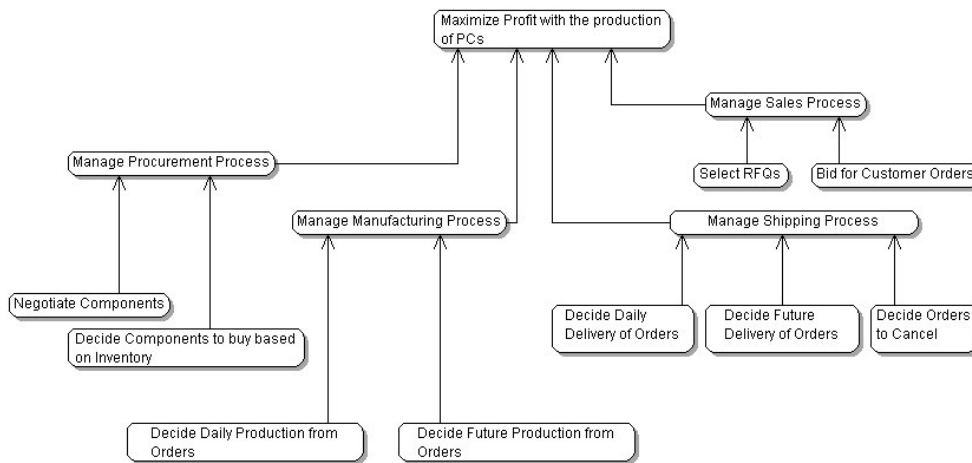 Maximize Profit with the production
of PCs
Manage Sales Process
Manage Procurement Process
Select RFQs
Bid for Customer Orders
Manage Manufacturing Process
Manage Shipping Process
Negotiate Components
Decide Components to buy based
on Inventory
Decide Daily
Delivery of Orders
Decide Future
Delivery of Orders
Decide Orders
to Cancel
Decide Daily Production from
Orders
Decide Future Production from
Orders